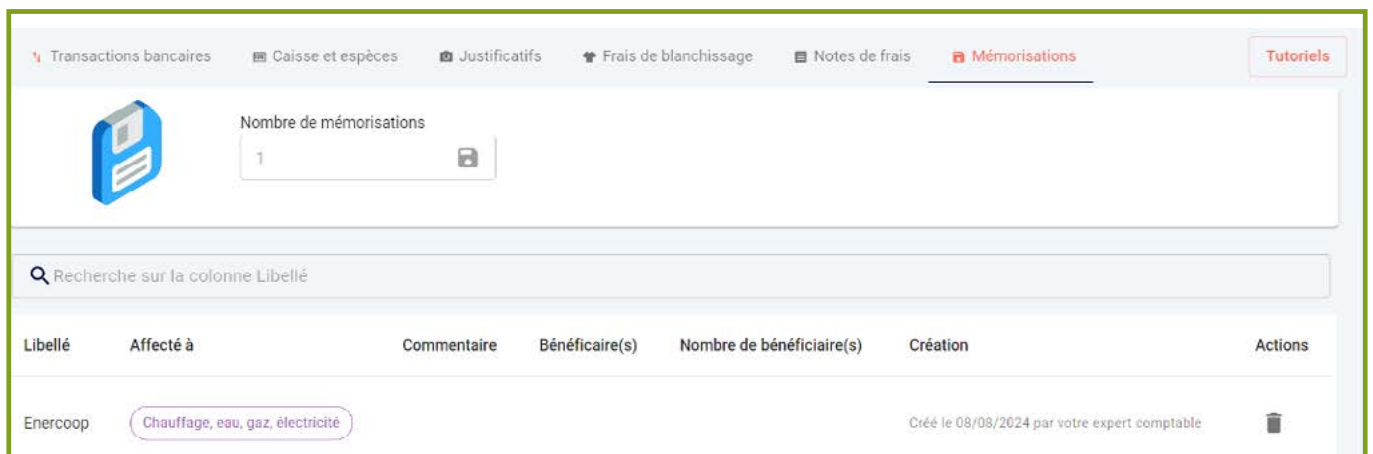 Transactions bancaires Caisse et espèces Justificatifs Frais de blanchissage Notes de frais Mémorisations Tutoriels
Nombre de mémorisations
1
Recherche sur la colonne Libellé
Libellé Affecté à Commentaire Bénéficaire(s) Nombre de bénéficiaire(s) Création Actions
Enercoop Chauffage, eau, gaz, électricité Créé le 08/08/2024 par votre expert comptable